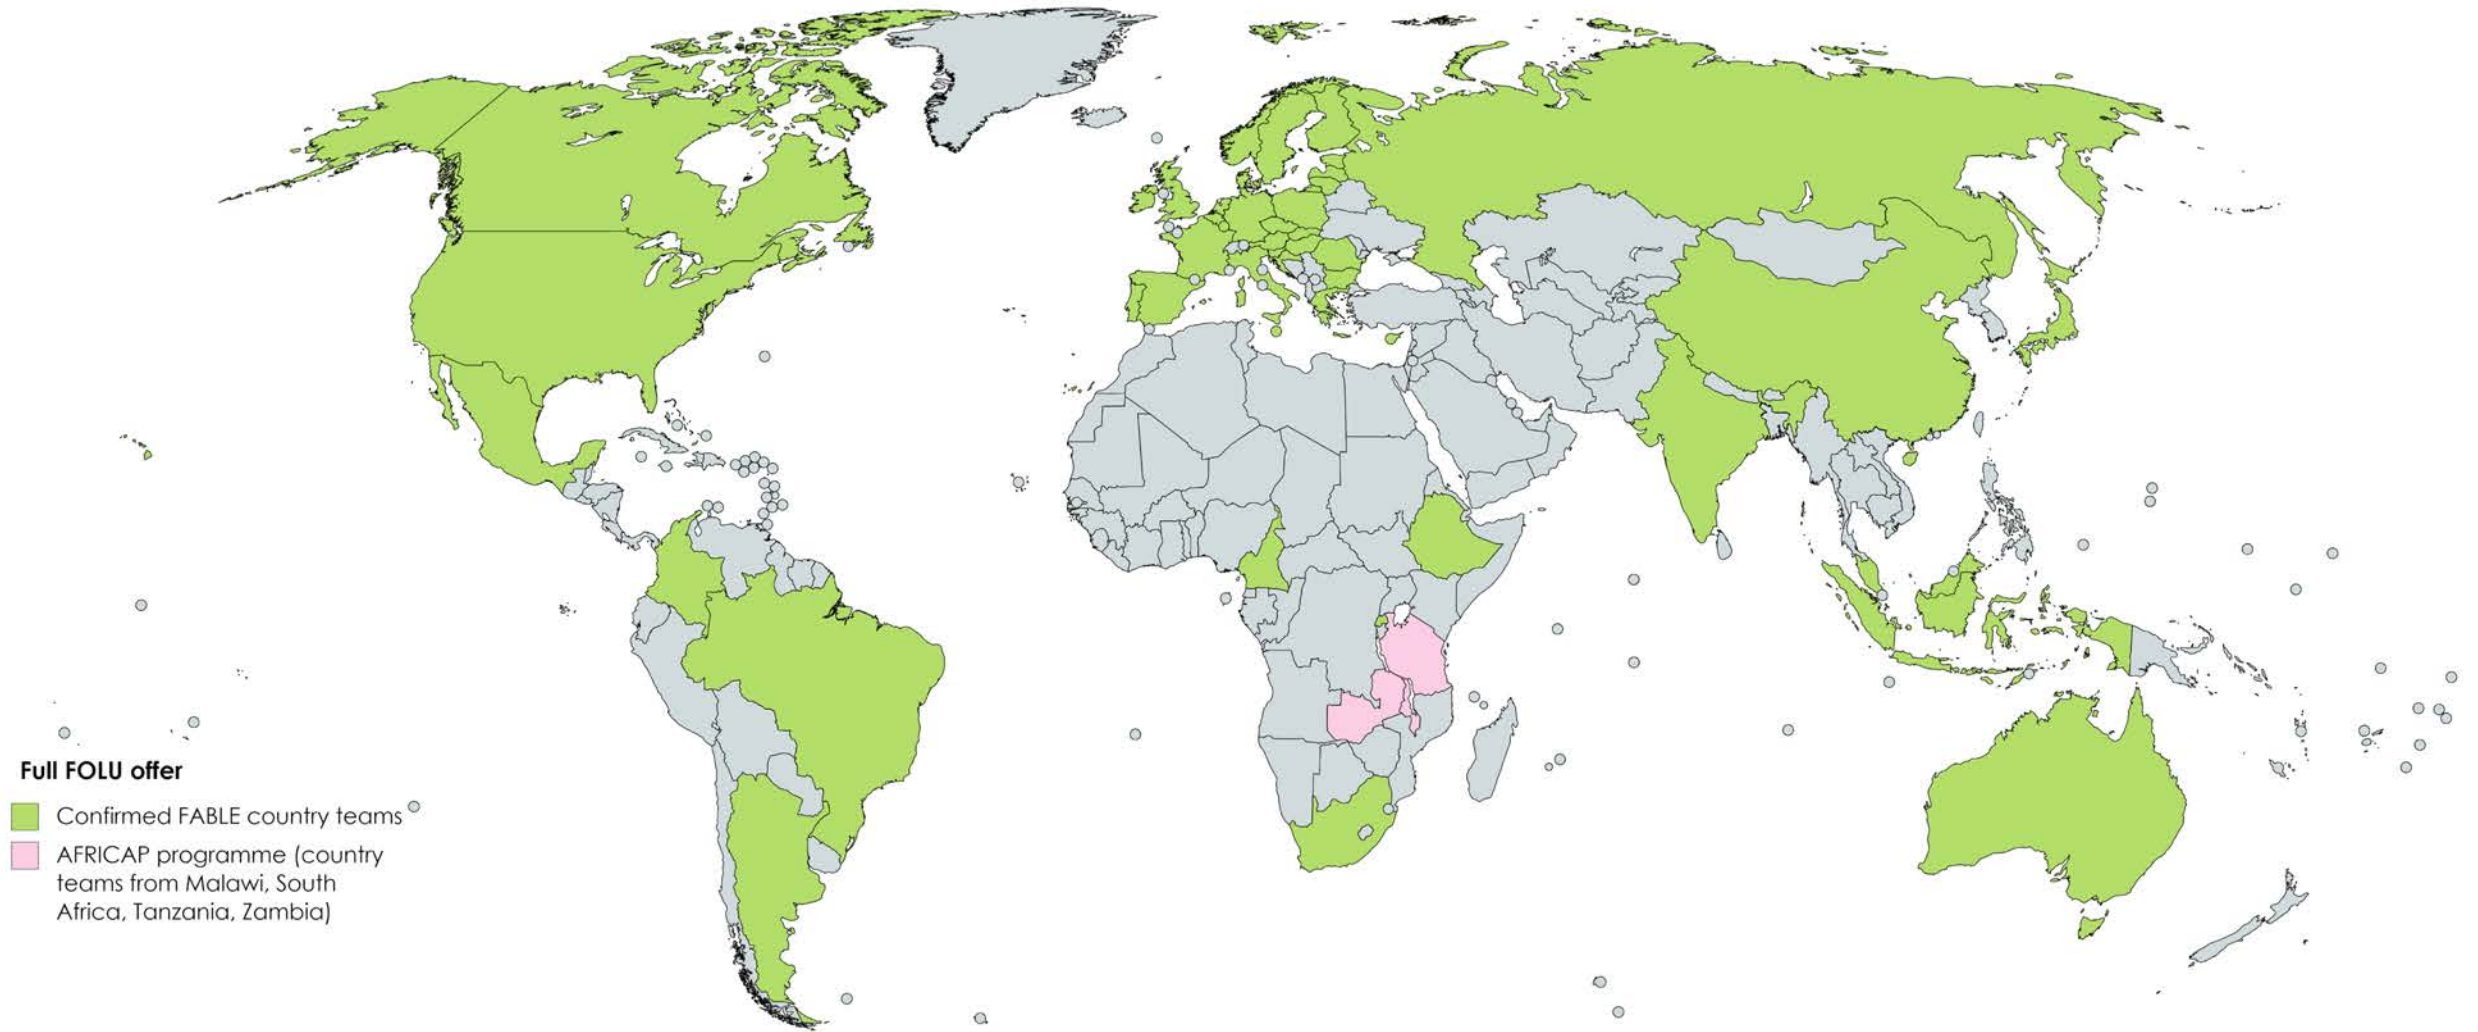 Full FOLU offer
Confirmed FABLE country teams
AFRICAP programme (country
teams from Malawi, South
Africa, Tanzania, Zambia)